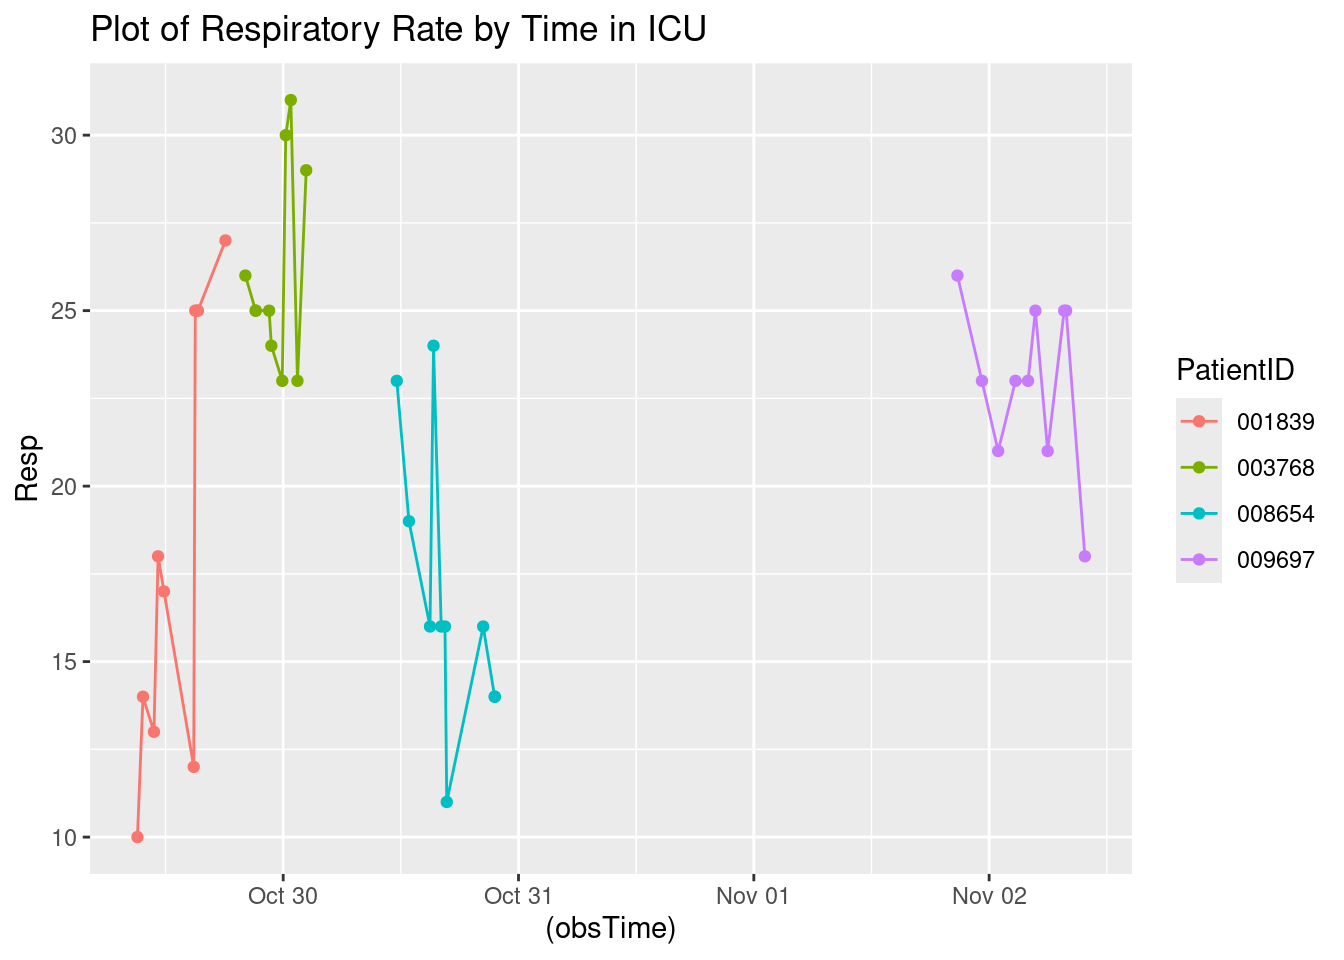 Plot of Respiratory Rate by Time in ICU
30
25
20
15
10
Resp
Oct 30 Oct 31 Nov 01 Nov 02
(obsTime)
PatientID
001839
003768
008654
009697